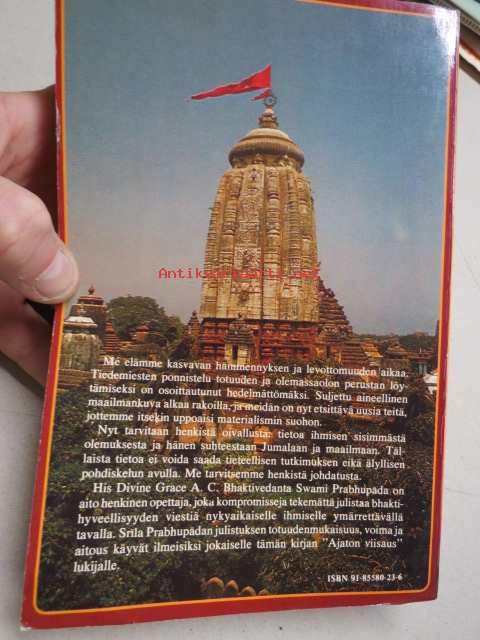 Antikvariaatti.net
Me elämme kasvavan hämmennyksen ja levottomuuden aikaa.
Tiedemiesten ponnistelu totuuden ja olemassaolon perustan löy-
tämiseksi on osoittautunut hedelmättömäksi. Suljettu aineellinen
maailmankuva alkaa rakoilla, ja meidän on nyt etsittävä uusia teitä,
jottemme itsekin uppoaisi materialismin suohon.
Nyt tarvitaan henkistä oivallusta: tietoa ihmisen sisimmästä
olemuksesta ja hänen suhteestaan Jumalaan ja maailmaan. Täl-
laista tietoa ei voida saada tieteellisen tutkimuksen eikä älyllisen
pohdiskelun avulla. Me tarvitsemme henkistä johdatusta.
His Divine Grace A. C. Bhaktivedanta Swami Prabhupāda on
aito henkinen opettaja, joka kompromisseja tekemättä julistaa bhakti-
hyveellisyyden viestiä nykyaikaiselle ihmiselle ymärrettävällä
tavalla. Śrīla Prabhupādan julistuksen totuudenmukaisuus, voima ja
aitous käyvät ilmeisiksi jokaiselle tämän kirjan "Ajaton viisaus"
lukijalle.
ISBN 91-85580-23-6